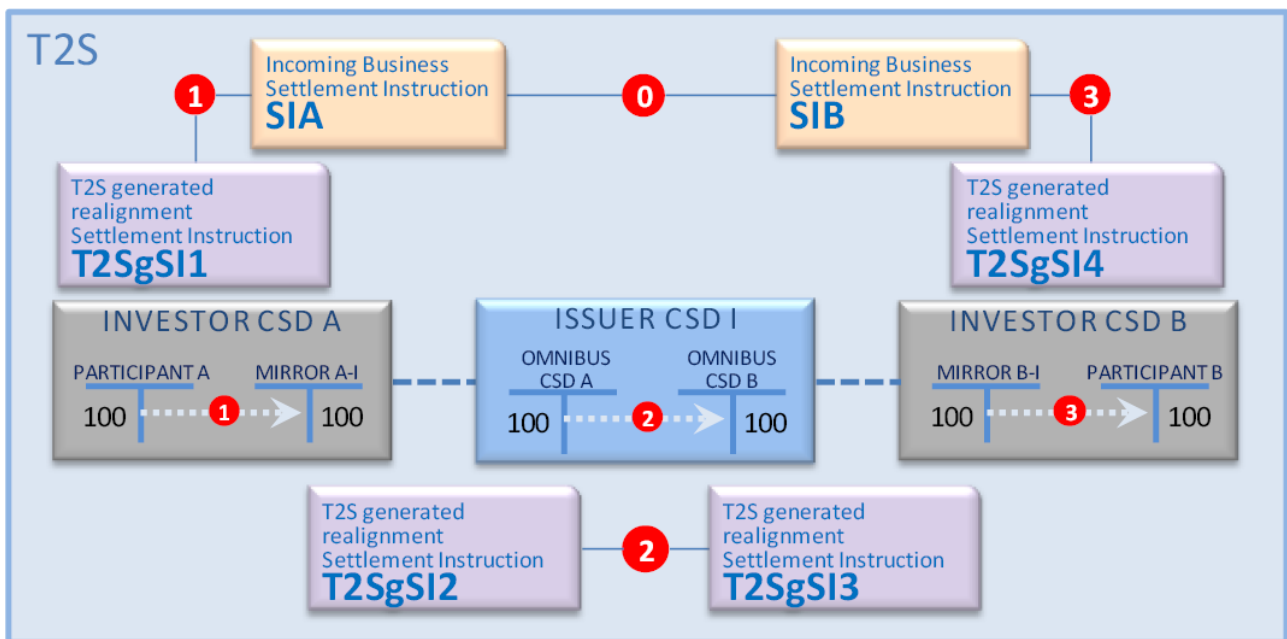 T2S
Incoming Business
Settlement Instruction
SIA
Incoming Business
Settlement Instruction
SIB
1
0
3
T2S generated
realignment
Settlement Instruction
T2SgSI1
T2S generated
realignment
Settlement Instruction
T2SgSI4
INVESTOR CSD A
PARTICIPANT A
MIRROR A-I
100
1
100
ISSUER CSD I
OMNIBUS
CSD A
OMNIBUS
CSD B
100
2
100
INVESTOR CSD B
MIRROR B-I
PARTICIPANT B
100
3
100
T2S generated
realignment
Settlement Instruction
T2SgSI2
2
T2S generated
realignment
Settlement Instruction
T2SgSI3